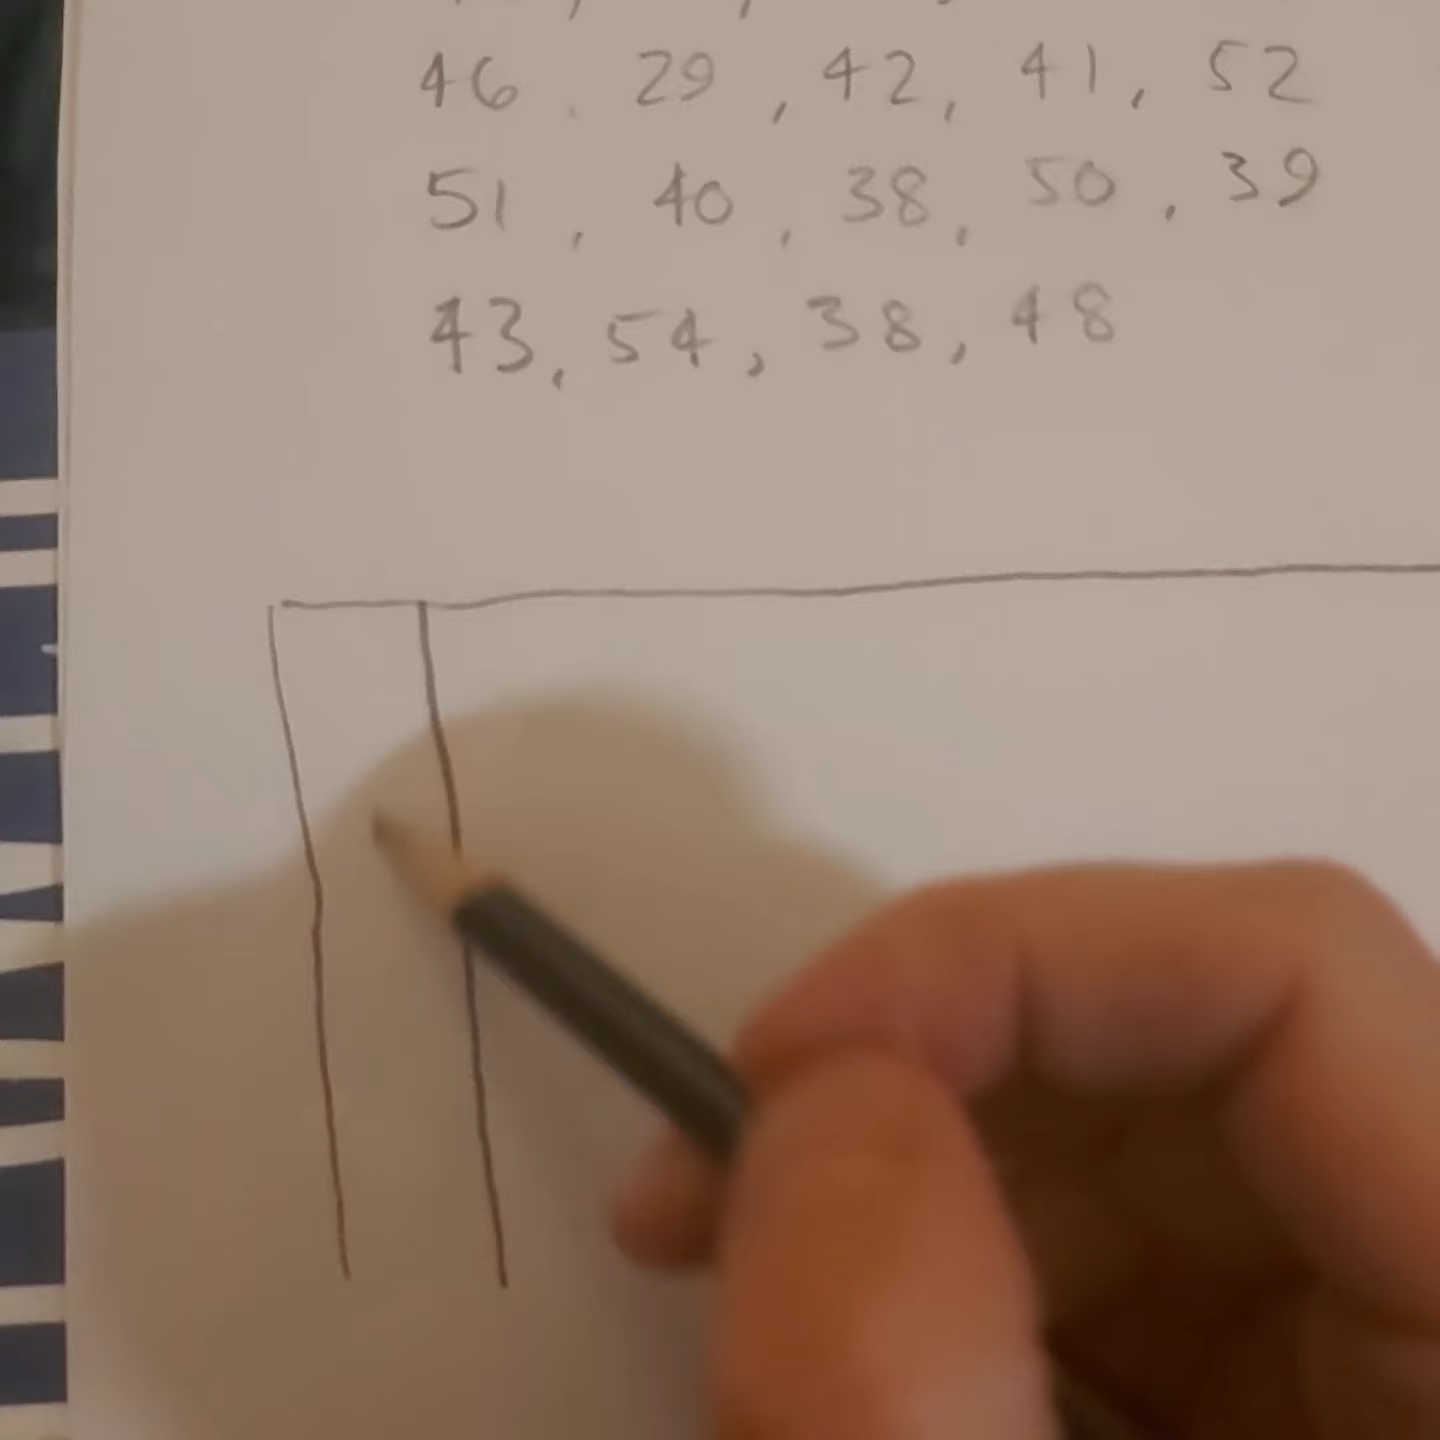 46, 29, 42, 41, 52
51, 40, 38, 50, 39
43, 54, 38, 48